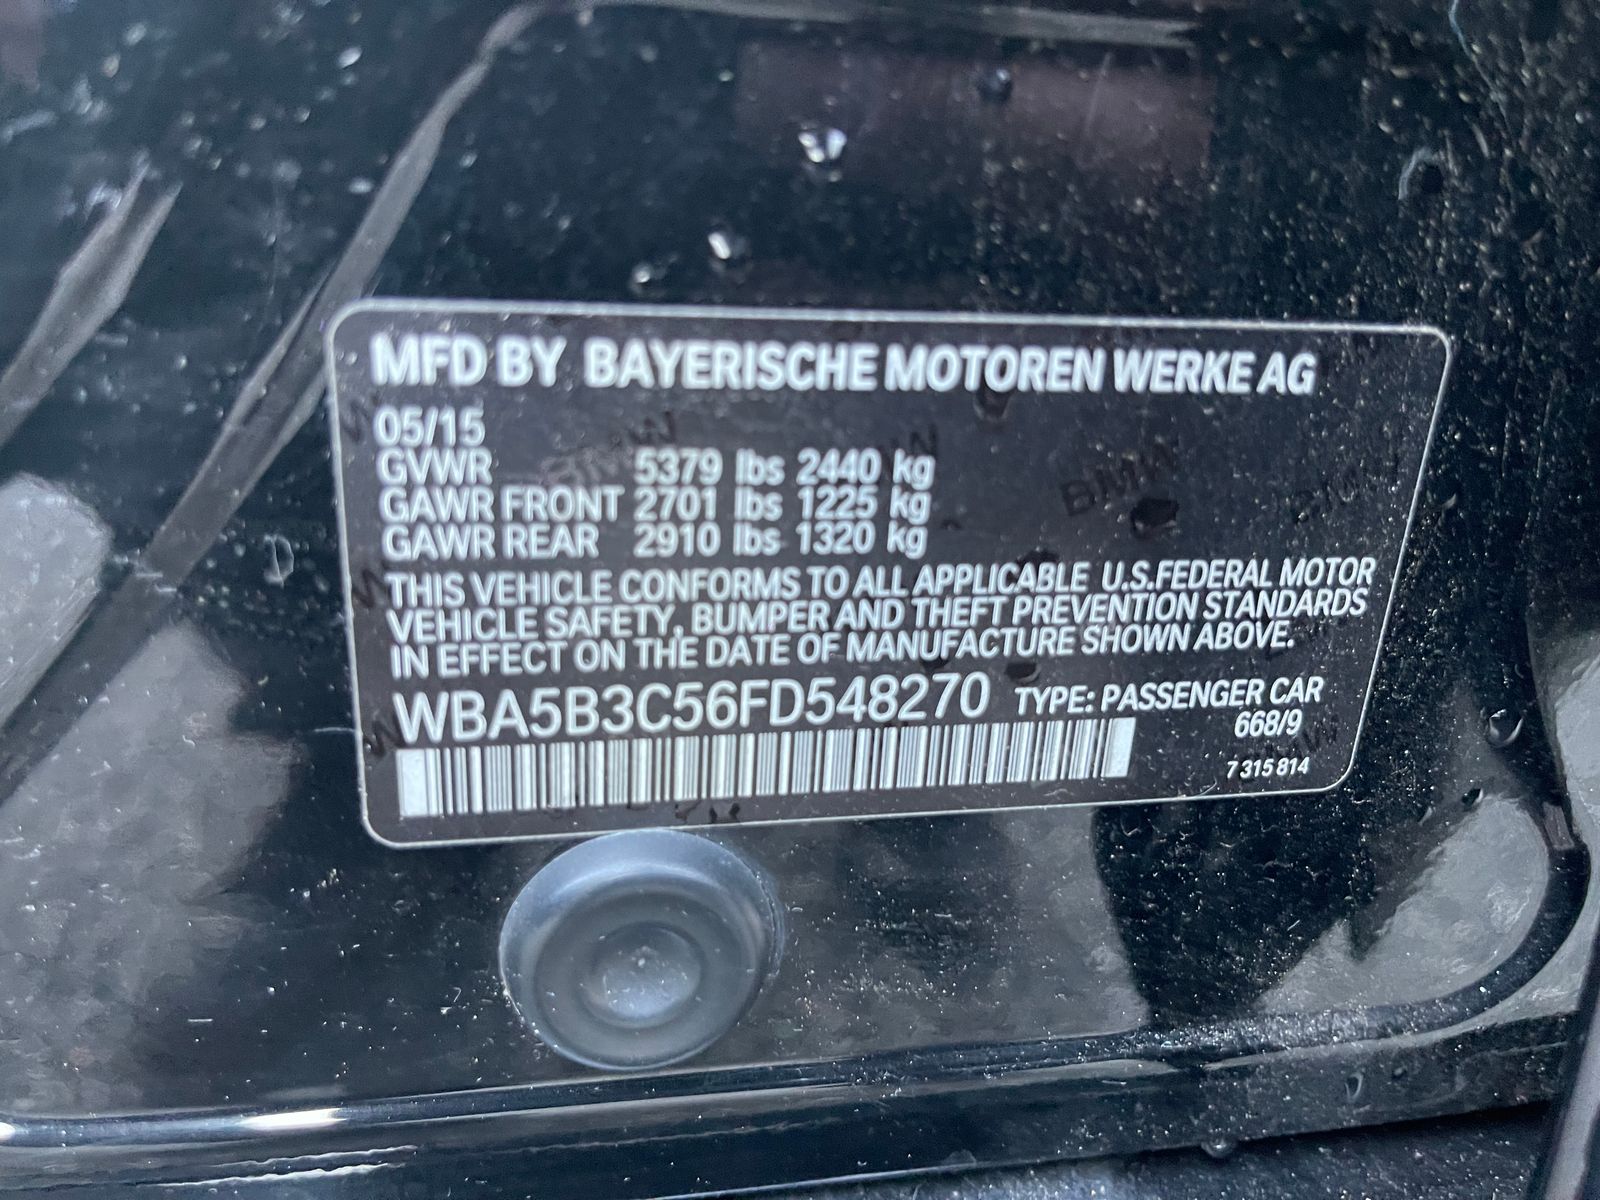 MFD BY BAYERISCHE MOTOREN WERKE AG
05/15
GVWR 5379 lbs 2440 kg
GAWR FRONT 2701 lbs 1225 kg
GAWR REAR 2910 lbs 1320 kg
THIS VEHICLE CONFORMS TO ALL APPLICABLE U.S.FEDERAL MOTOR
VEHICLE SAFETY, BUMPER AND THEFT PREVENTION STANDARDS
IN EFFECT ON THE DATE OF MANUFACTURE SHOWN ABOVE.
WBA5B3C56FD548270 TYPE: PASSENGER CAR
668/9
7 315 814
BMW
BMW